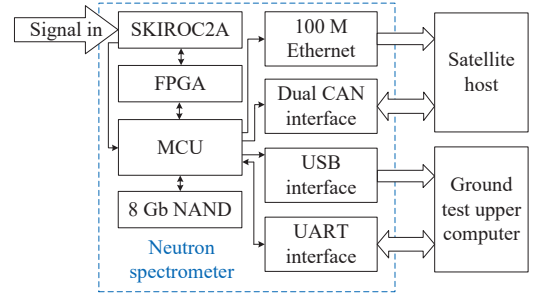 Signal in
SKIROC2A
FPGA
MCU
8 Gb NAND
Neutron
spectrometer
100 M
Ethernet
Dual CAN
interface
USB
interface
UART
interface
Satellite
host
Ground
test upper
computer